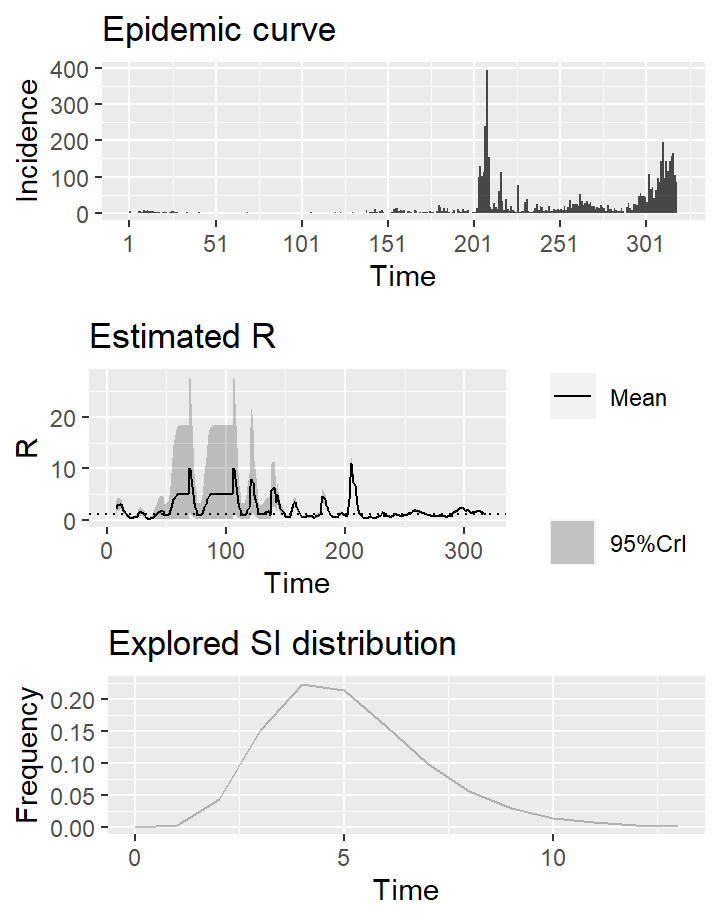 Epidemic curve
400
300
200
100
0
Incidence
1 51 101 151 201 251 301
Time
Estimated R
20
10
0
R
0 100 200 300
Time
Mean
95%CrI
Explored SI distribution
0.20
0.15
0.10
0.05
0.00
Frequency
0 5 10
Time